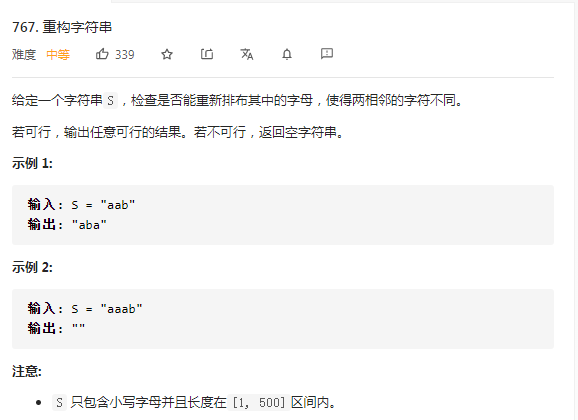 767. 重构字符串
难度 中等 339
给定一个字符串 S ，检查是否能重新排布其中的字母，使得两相邻的字符不同。
若可行，输出任意可行的结果。若不可行，返回空字符串。
示例 1:
输入: S = "aab"
输出: "aba"
示例 2:
输入: S = "aaab"
输出: ""
注意:
• S 只包含小写字母并且长度在 [1, 500] 区间内。